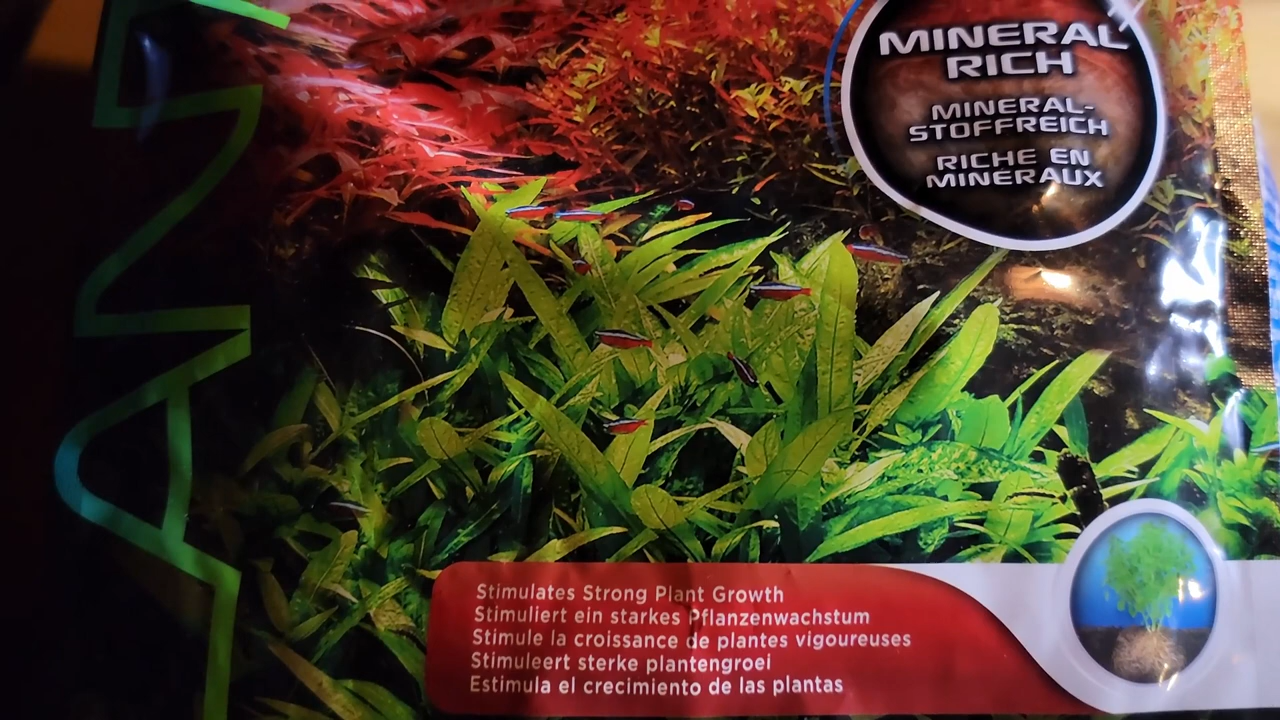 MINERAL
RICH
MINERAL-
STOFFREICH
RICHE EN
MINÉRAUX
Stimulates Strong Plant Growth
Stimuliert ein starkes Pflanzenwachstum
Stimule la croissance de plantes vigoureuses
Stimuleert sterke plantengroei
Estimula el crecimiento de las plantas